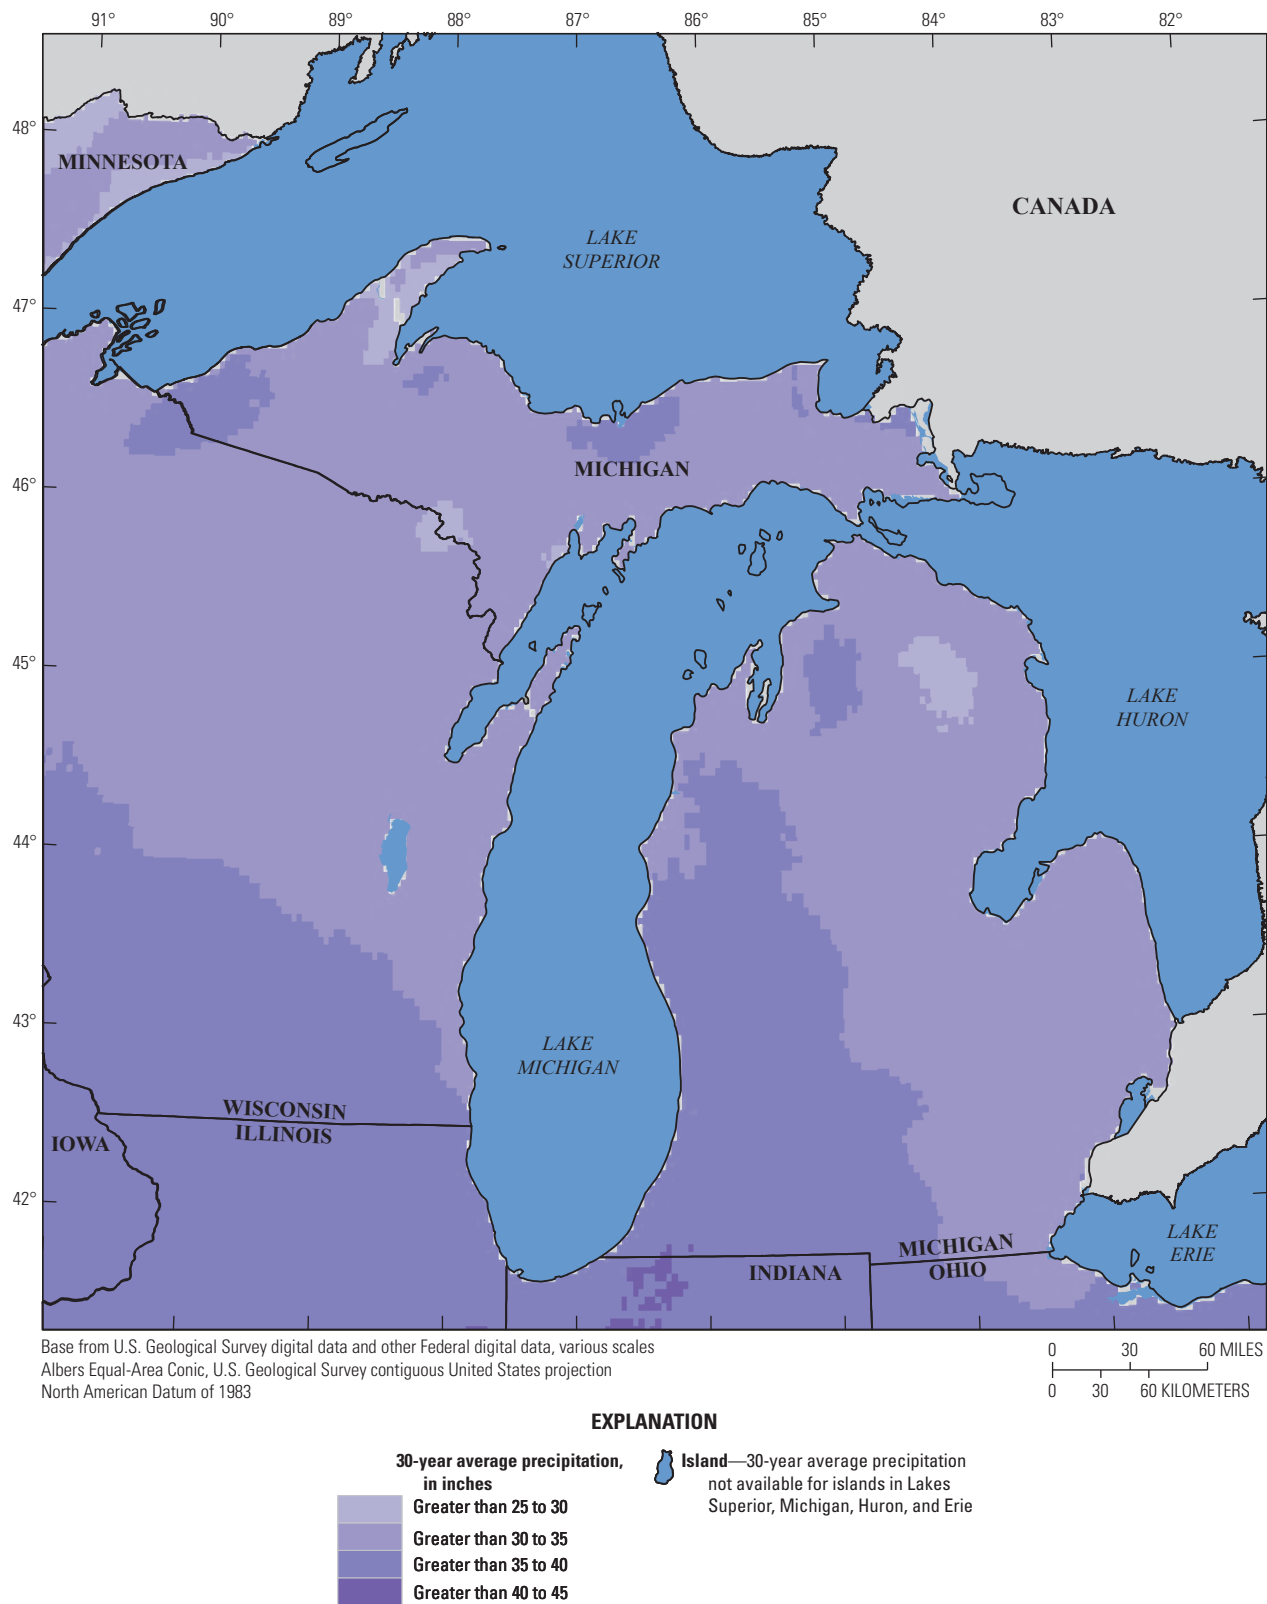 91°
90°
89°
88°
87°
86°
85°
84°
83°
82°
48°
MINNESOTA
CANADA
LAKE
SUPERIOR
47°
MICHIGAN
46°
45°
LAKE
HURON
44°
43°
LAKE
MICHIGAN
WISCONSIN
ILLINOIS
IOWA
42°
LAKE
ERIE
MICHIGAN
OHIO
INDIANA
Base from U.S. Geological Survey digital data and other Federal digital data, various scales
Albers Equal-Area Conic, U.S. Geological Survey contiguous United States projection
North American Datum of 1983
0 30 60 MILES
0 30 60 KILOMETERS
EXPLANATION
30-year average precipitation,
in inches
Greater than 25 to 30
Greater than 30 to 35
Greater than 35 to 40
Greater than 40 to 45
Island—30-year average precipitation
not available for islands in Lakes
Superior, Michigan, Huron, and Erie